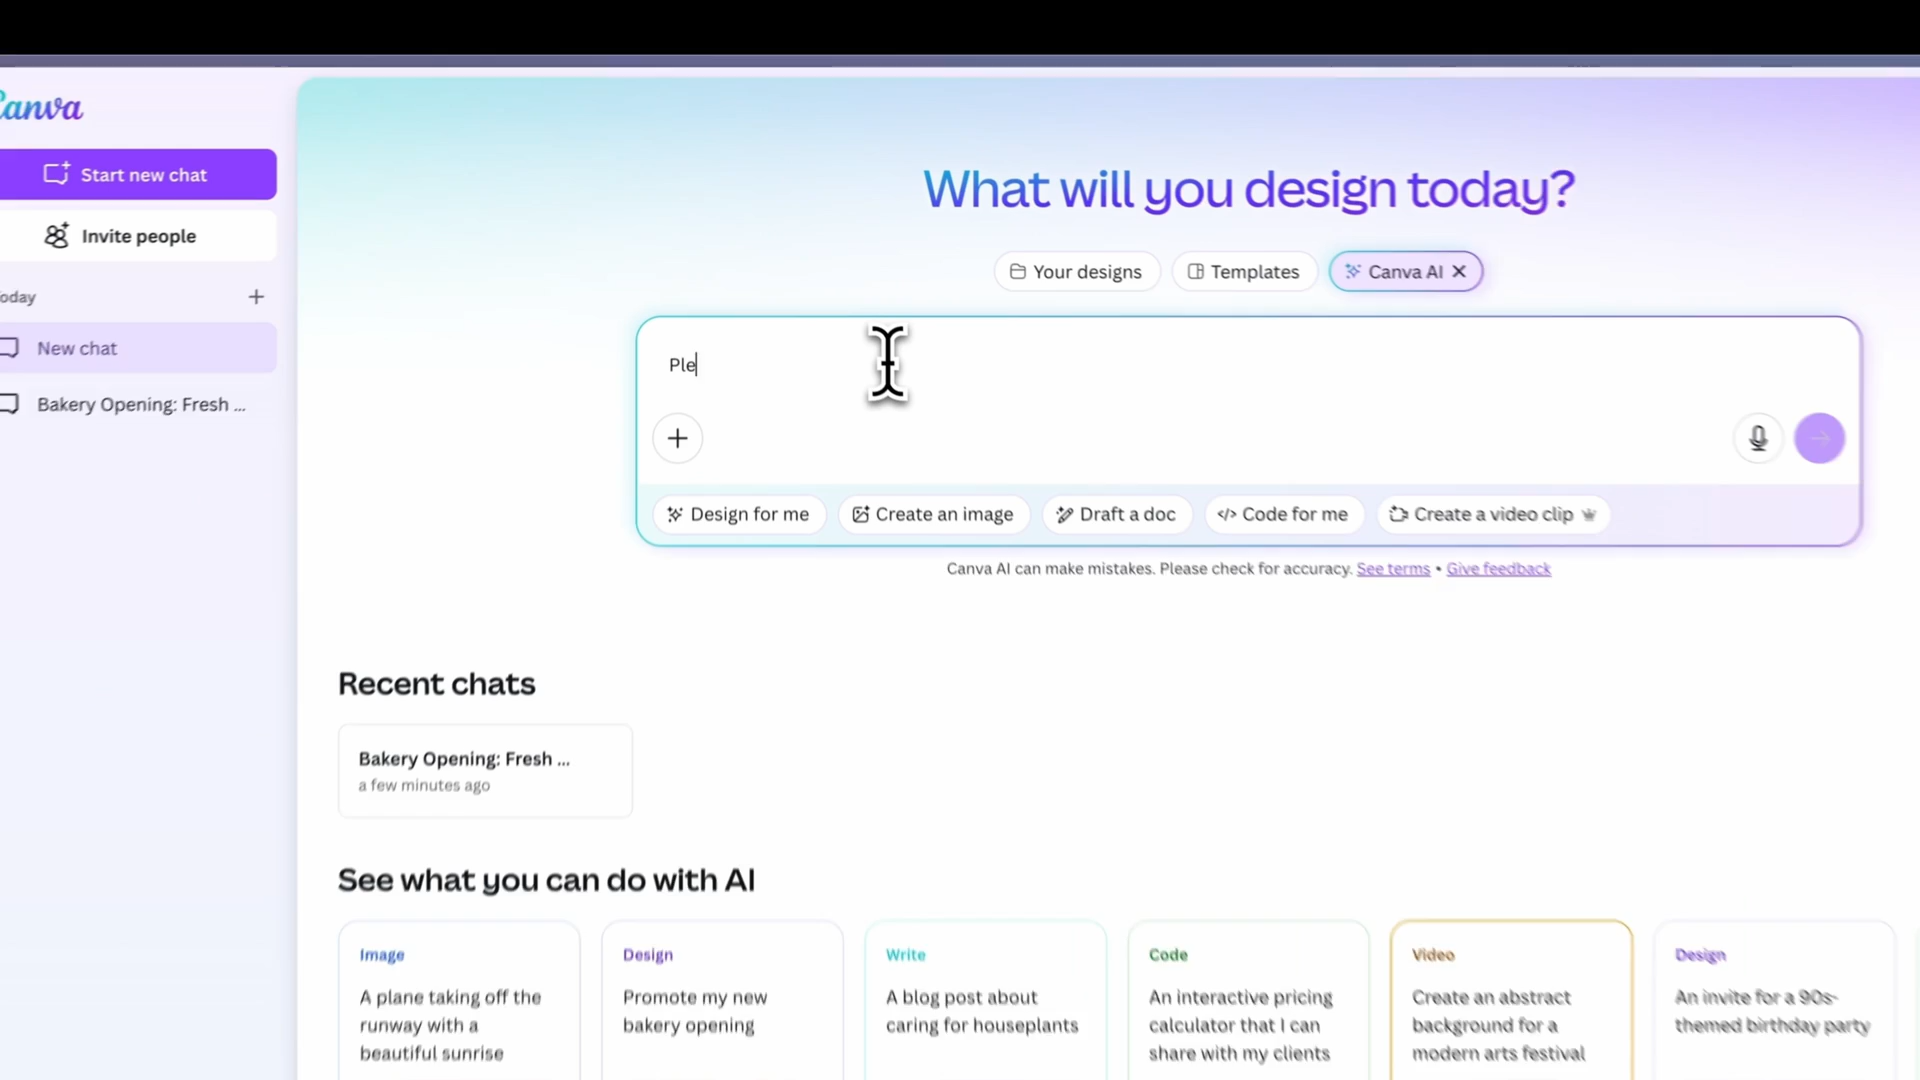 Canva
Start new chat
Invite people
oday
New chat
Bakery Opening: Fresh ...
What will you design today?
Your designs
Templates
Canva AI
Ple
Design for me
Create an image
Draft a doc
</> Code for me
Create a video clip
Canva AI can make mistakes. Please check for accuracy. See terms • Give feedback
Recent chats
Bakery Opening: Fresh ...
a few minutes ago
See what you can do with AI
Image
A plane taking off the
runway with a
beautiful sunrise
Design
Promote my new
bakery opening
Write
A blog post about
caring for houseplants
Code
An interactive pricing
calculator that I can
share with my clients
Video
Create an abstract
background for a
modern arts festival
Design
An invite for a 90s-
themed birthday party